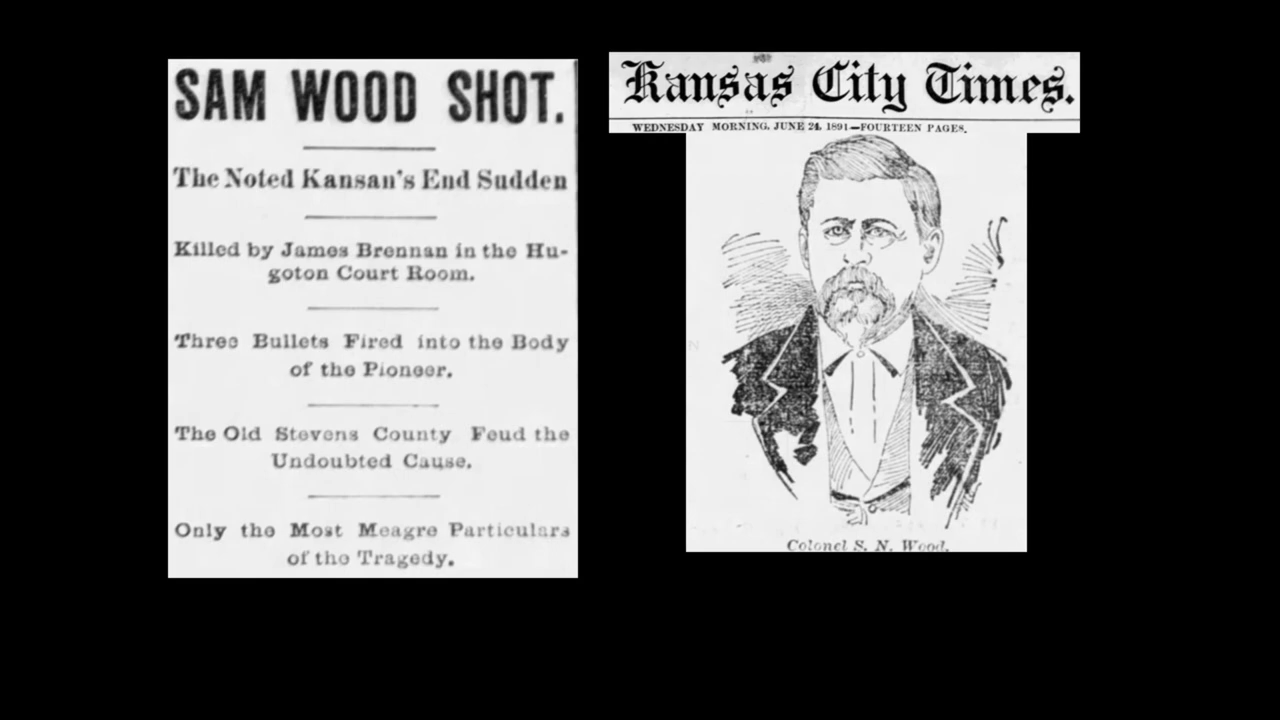 SAM WOOD SHOT.
The Noted Kansan's End Sudden
Killed by James Brennan in the Hu-
goton Court Room.
Three Bullets Fired into the Body
of the Pioneer.
The Old Stevens County Feud the
Undoubted Cause.
Only the Most Meagre Particulars
of the Tragedy.
Kansas City Times.
WEDNESDAY MORNING, JUNE 24, 1891—FOURTEEN PAGES.
Colonel S. N. Wood.